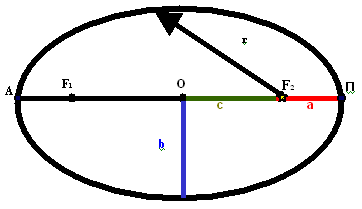 r
A F₁ O F₂ П
c a
b